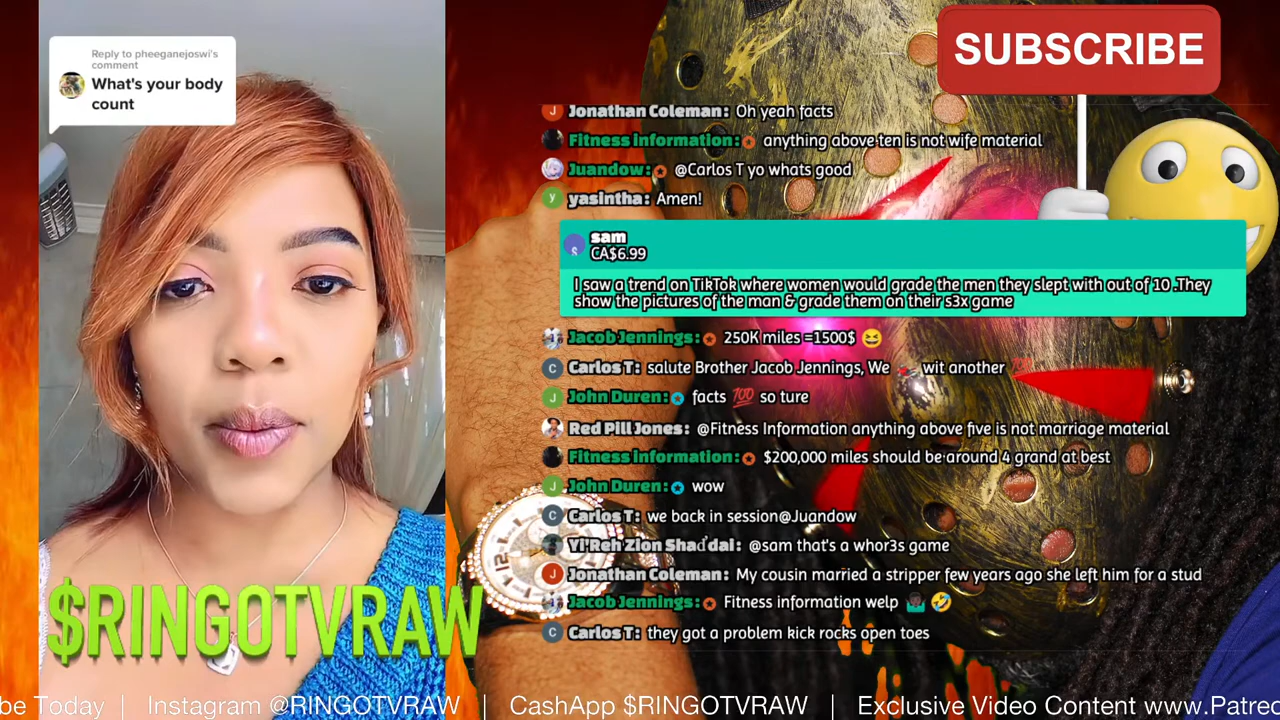 Reply to pheeganejoswi's
comment
What's your body
count
SUBSCRIBE
Jonathan Coleman: Oh yeah facts
Fitness Information: anything above ten is not wife material
Juandow: @Carlos T yo whats good
y yasintha: Amen!
sam
CA$6.99
I saw a trend on TikTok where women would grade the men they slept with out of 10 .They
show the pictures of the man & grade them on their s3x game
Jacob Jennings: 250K miles =1500$ 😆
Carlos T: salute Brother Jacob Jennings, We wit another 💯
John Duren: facts 💯 so ture
Red Pill Jones: @Fitness Information anything above five is not marriage material
Fitness Information: $200,000 miles should be around 4 grand at best
John Duren: wow
Carlos T: we back in session@Juandow
Yl'Reh Zion Shaďdai: @sam that's a whor3s game
Jonathan Coleman: My cousin married a stripper few years ago she left him for a stud
Jacob Jennings: Fitness information welp 🤷🏿‍♂️ 🤣
Carlos T: they got a problem kick rocks open toes
$RINGOTVRAW
be Today | Instagram @RINGOTVRAW | CashApp $RINGOTVRAW | Exclusive Video Content www.Patreo